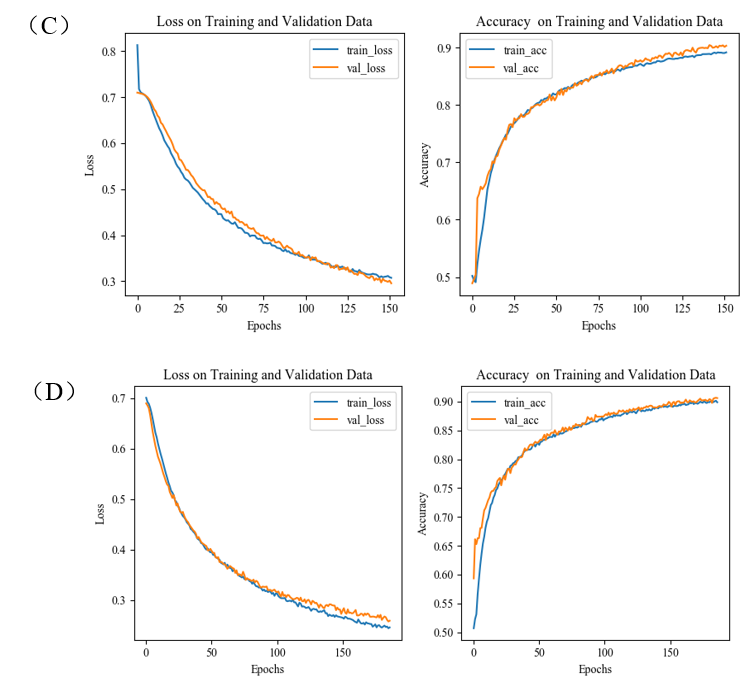 （C）
Loss on Training and Validation Data
0.8
0.7
0.6
0.5
0.4
0.3
Loss
train_loss
val_loss
0 25 50 75 100 125 150
Epochs
Accuracy on Training and Validation Data
0.9
0.8
0.7
0.6
0.5
Accuracy
train_acc
val_acc
0 25 50 75 100 125 150
Epochs
（D）
Loss on Training and Validation Data
0.7
0.6
0.5
0.4
0.3
Loss
train_loss
val_loss
0 50 100 150
Epochs
Accuracy on Training and Validation Data
0.90
0.85
0.80
0.75
0.70
0.65
0.60
0.55
0.50
Accuracy
train_acc
val_acc
0 50 100 150
Epochs